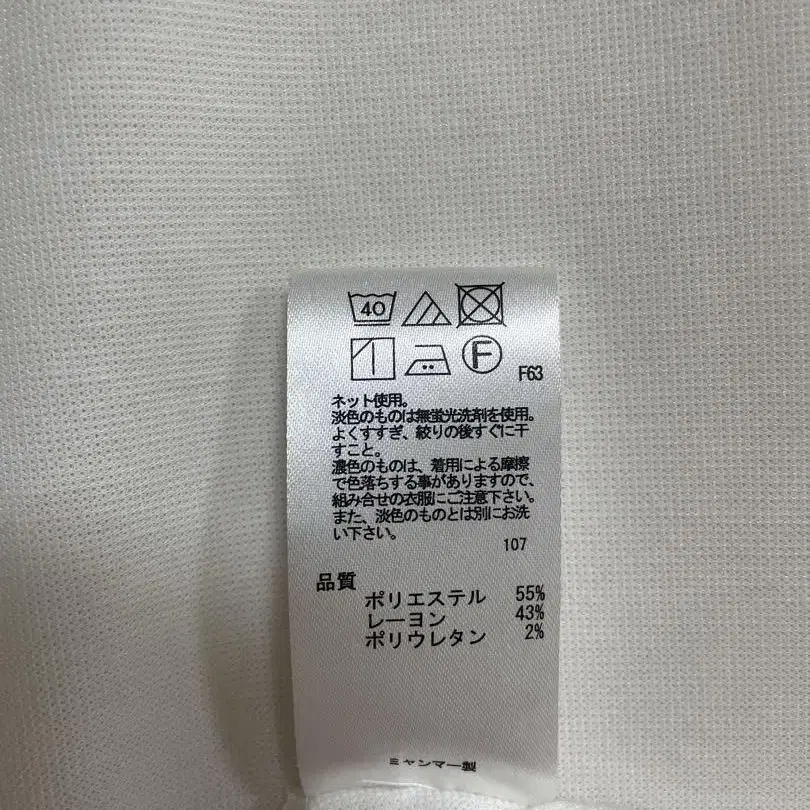 40
F
F63
ネット使用。
淡色のものは無蛍光洗剤を使用。
よくすすぎ、絞りの後すぐに干
すこと。
濃色のものは、着用による摩擦
で色落ちする事がありますので、
組み合せの衣服にご注意下さい。
また、淡色のものとは別にお洗
い下さい。
107
品質
ポリエステル 55%
レーヨン 43%
ポリウレタン 2%
ミャンマー製